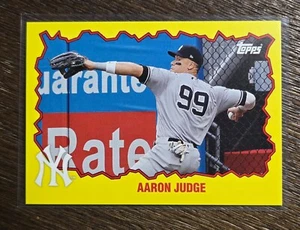 Topps
uarante
99
Rate
NY
AARON JUDGE